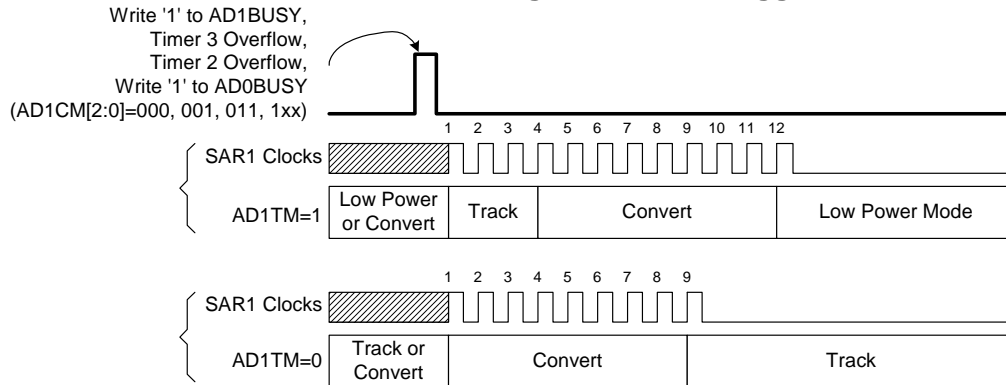 Write '1' to AD1BUSY,
Timer 3 Overflow,
Timer 2 Overflow,
Write '1' to AD0BUSY
(AD1CM[2:0]=000, 001, 011, 1xx)
1 2 3 4 5 6 7 8 9 10 11 12
SAR1 Clocks
AD1TM=1
Low Power
or Convert
Track
Convert
Low Power Mode
1 2 3 4 5 6 7 8 9
SAR1 Clocks
AD1TM=0
Track or
Convert
Convert
Track